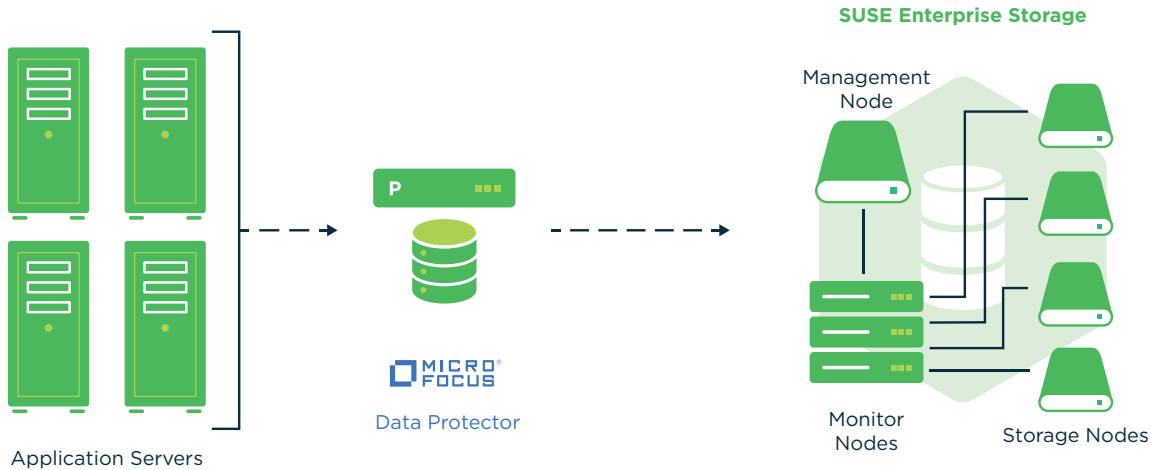 SUSE Enterprise Storage
Management
Node
P
MICRO®
FOCUS
Data Protector
Application Servers
Monitor
Nodes
Storage Nodes